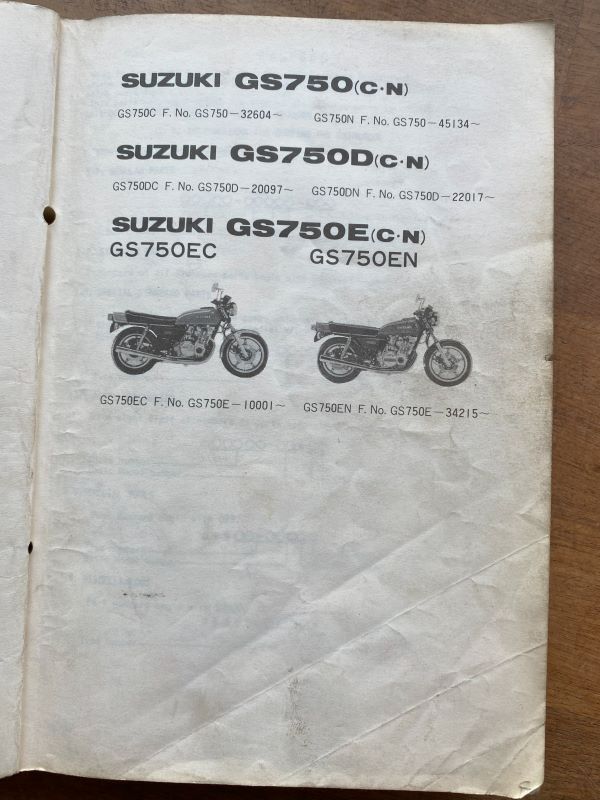 SUZUKI GS750(C·N)
GS750C F. No. GS750—32604~ GS750N F. No. GS750—45134~
SUZUKI GS750D(C·N)
GS750DC F. No. GS750D—20097~ GS750DN F. No. GS750D—22017~
SUZUKI GS750E(C·N)
GS750EC GS750EN
GS750EC F. No. GS750E—10001~ GS750EN F. No. GS750E—34215~